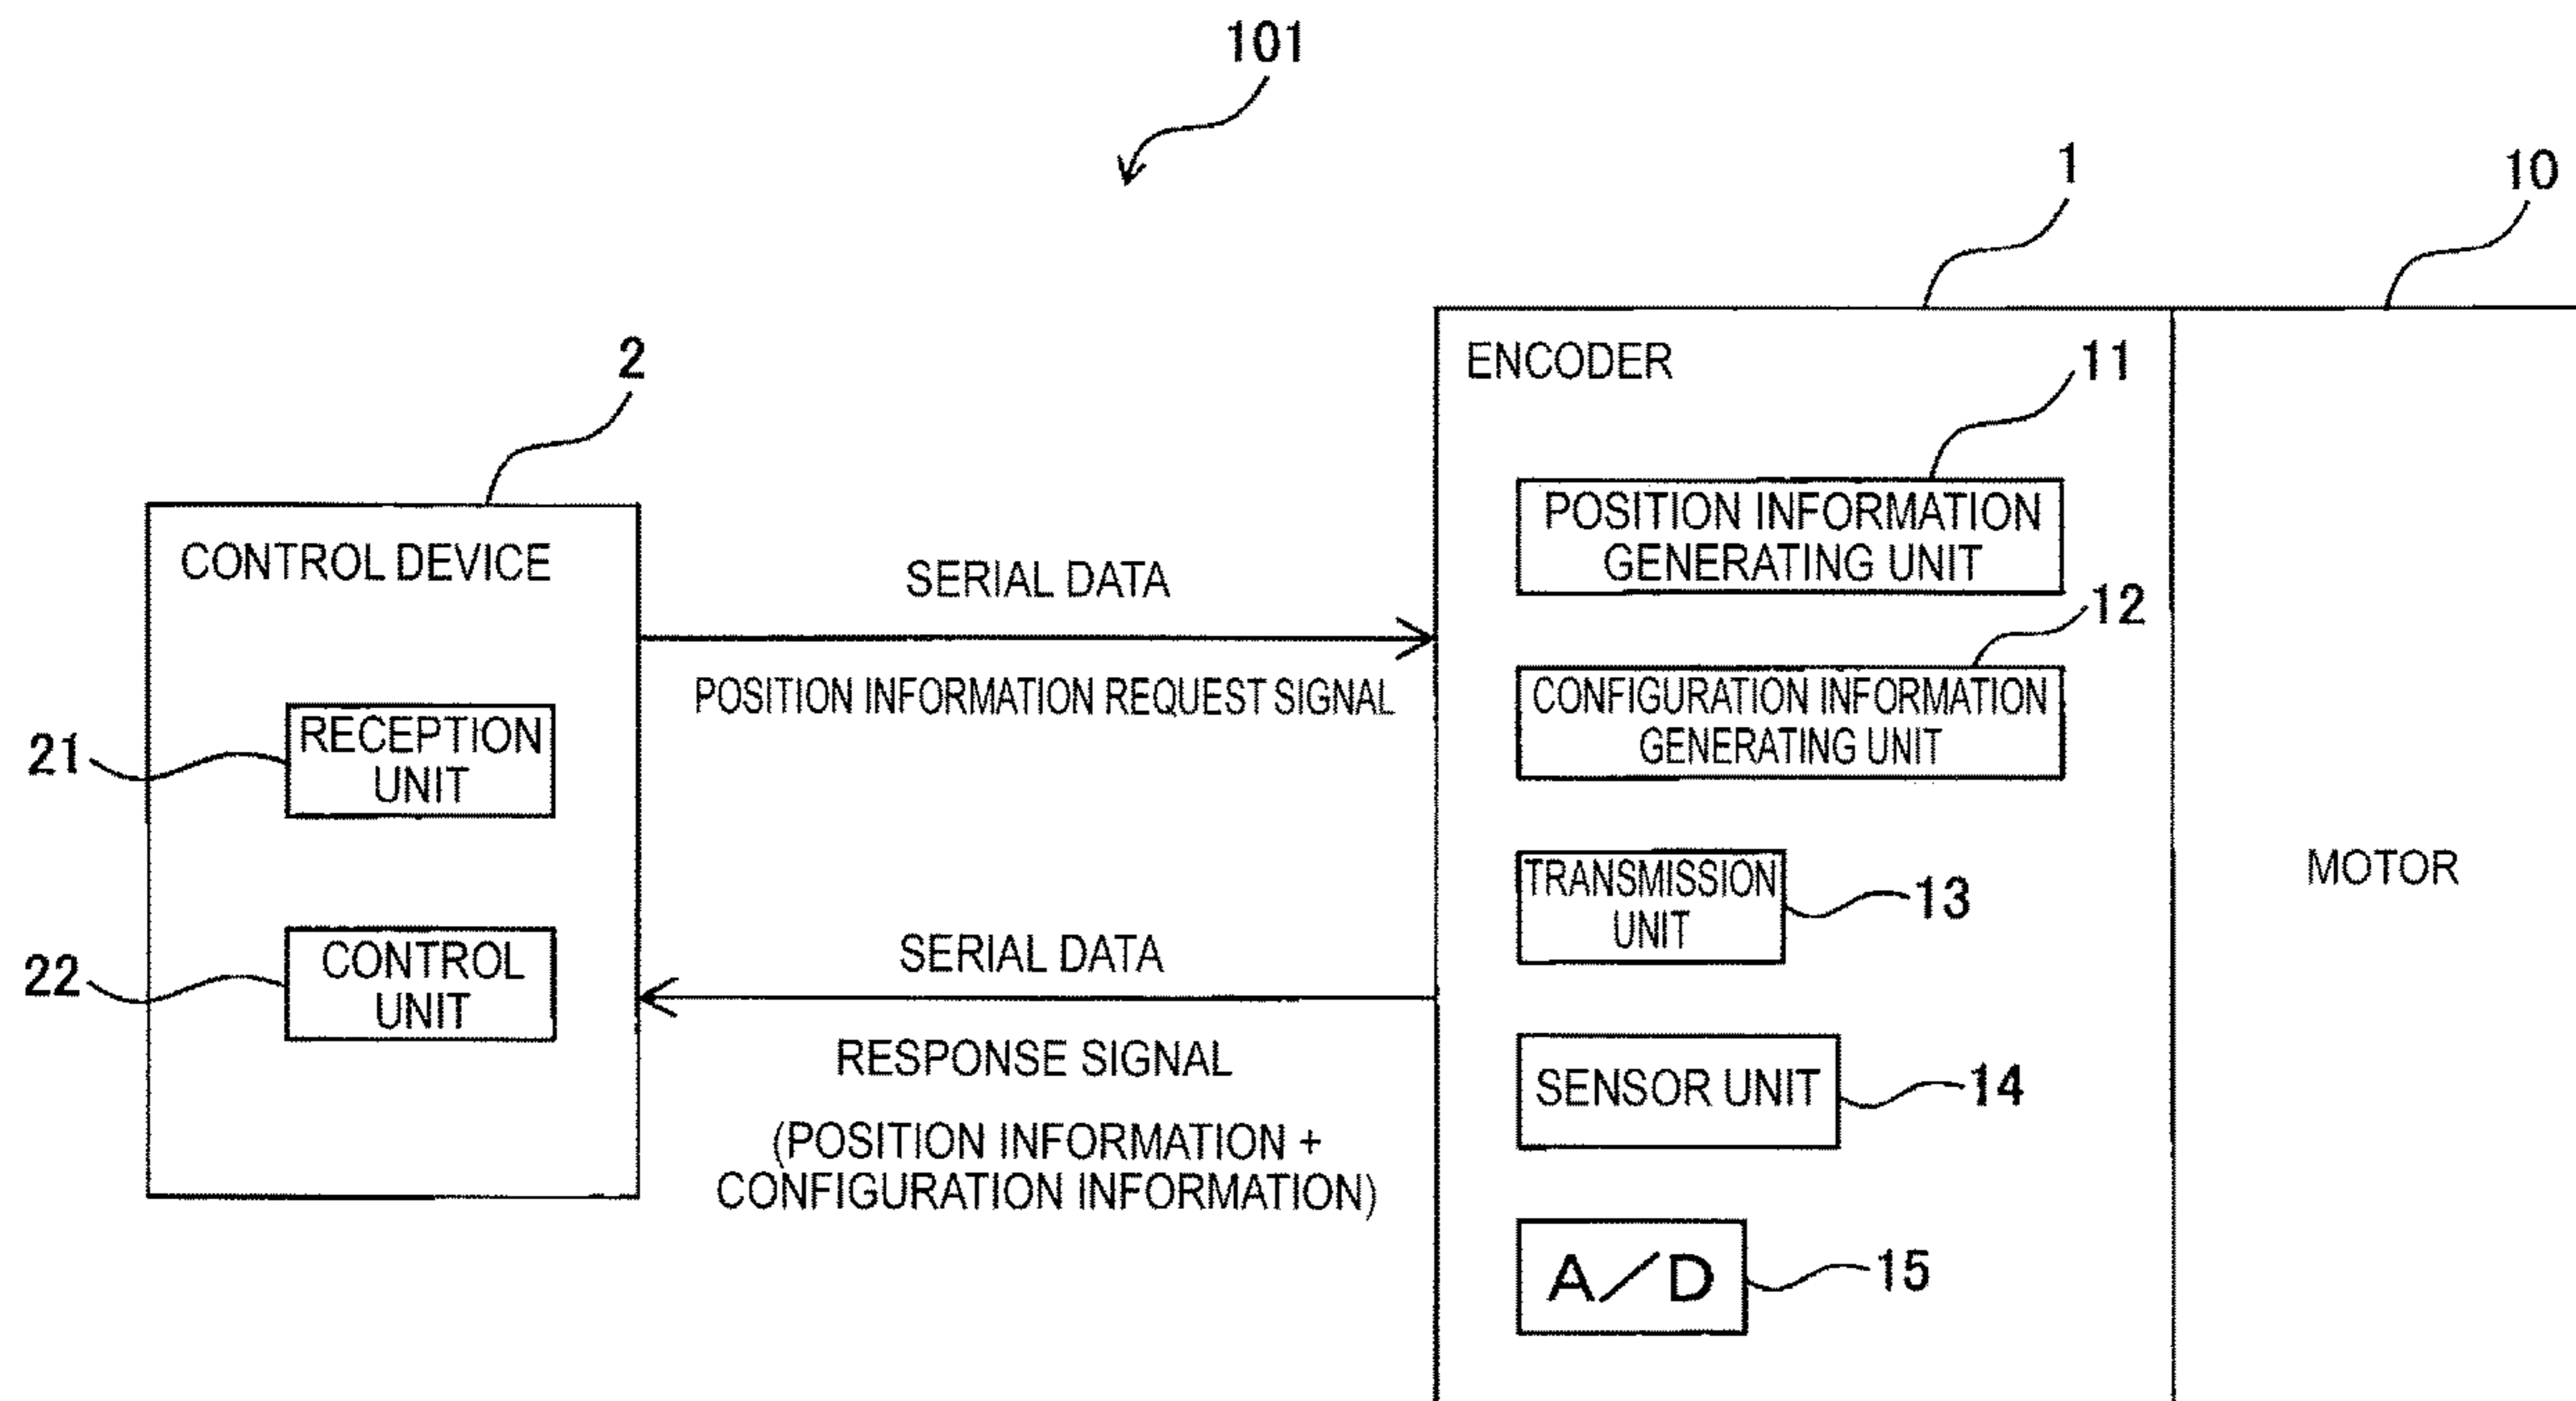 101
1
10
2
ENCODER
11
CONTROL DEVICE
POSITION INFORMATION
GENERATING UNIT
SERIAL DATA
12
POSITION INFORMATION REQUEST SIGNAL
CONFIGURATION INFORMATION
GENERATING UNIT
21
RECEPTION
UNIT
TRANSMISSION
UNIT
13
MOTOR
22
CONTROL
UNIT
SERIAL DATA
RESPONSE SIGNAL
(POSITION INFORMATION +
CONFIGURATION INFORMATION)
SENSOR UNIT
14
A/D
15